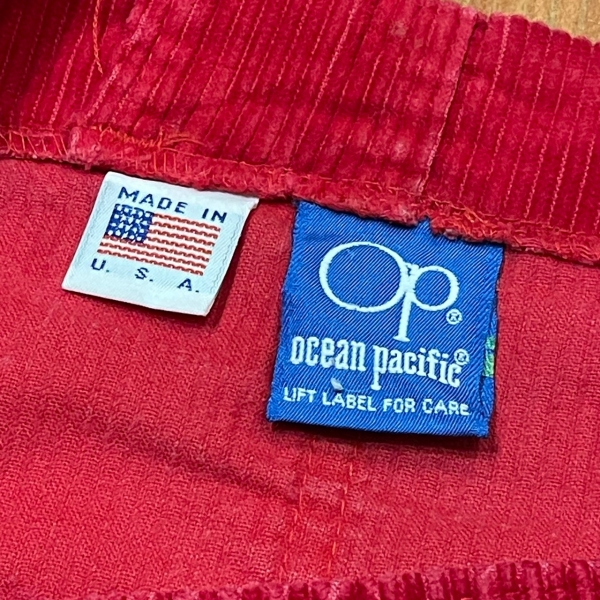 MADE IN
U. S. A.
Op®
ocean pacific®
LIFT LABEL FOR CARE